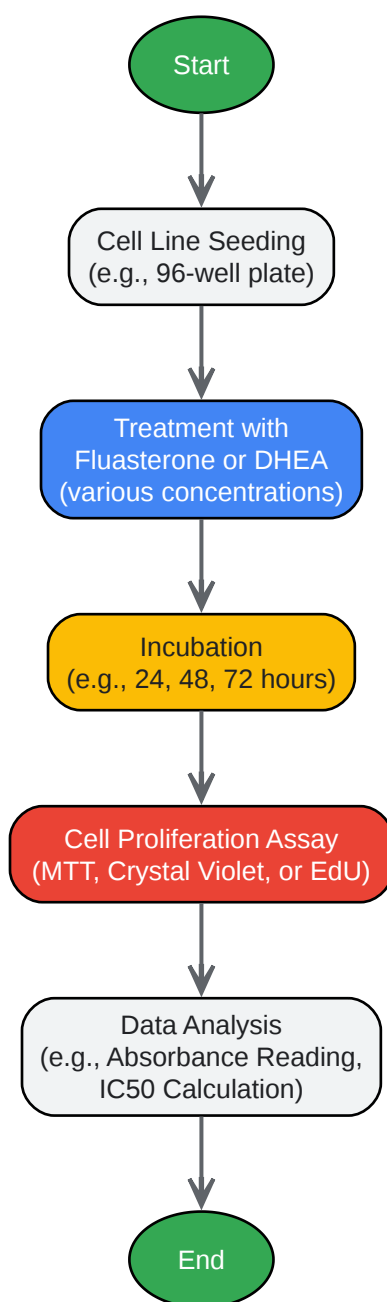 Start
Cell Line Seeding
(e.g., 96-well plate)
Treatment with
Fluasterone or DHEA
(various concentrations)
Incubation
(e.g., 24, 48, 72 hours)
Cell Proliferation Assay
(MTT, Crystal Violet, or EdU)
Data Analysis
(e.g., Absorbance Reading,
IC50 Calculation)
End